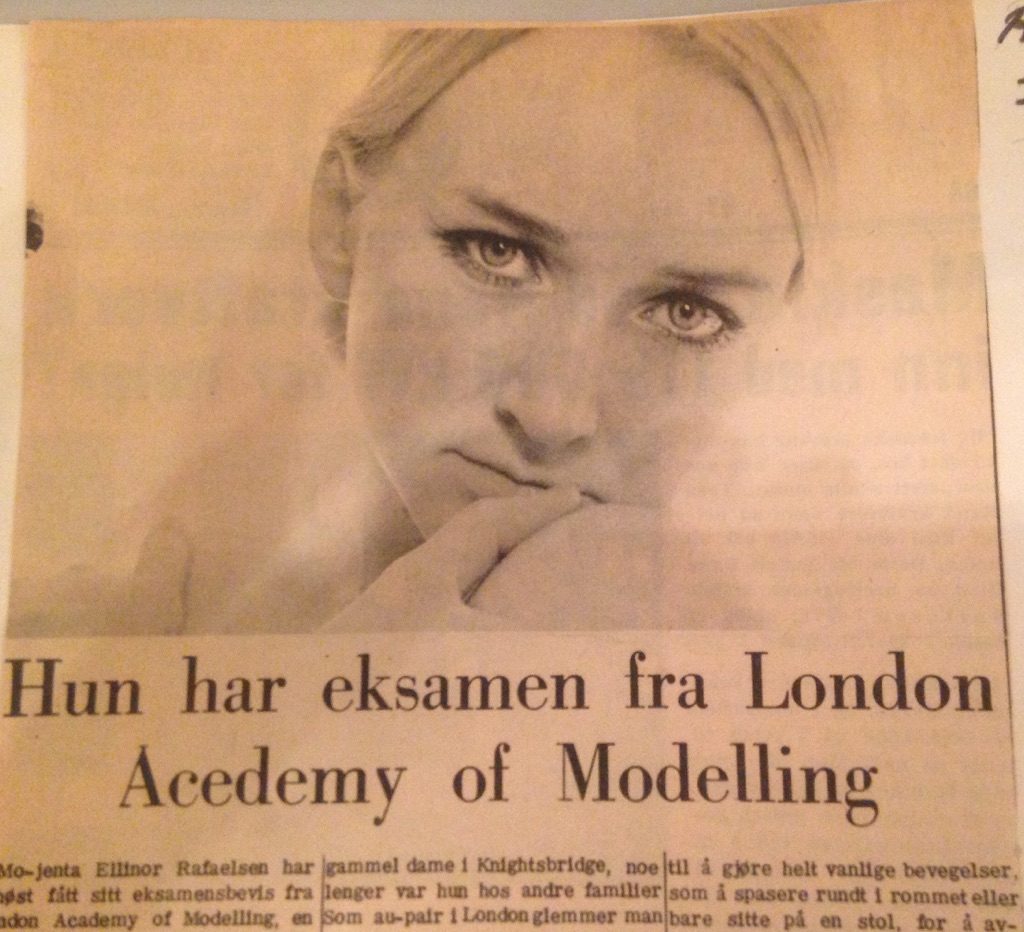 Hun har eksamen fra London
Acedemy of Modelling
Mo-jenta Ellinor Rafaelsen har
høst fått sitt eksamensbevis fra
ndon Academy of Modelling, en
gammel dame i Knightsbridge, noe
lenger var hun hos andre familier
Som au-pair i London glemmer man
til å gjøre helt vanlige bevegelser,
som å spasere rundt i rommet eller
bare sitte på en stol, for å av-